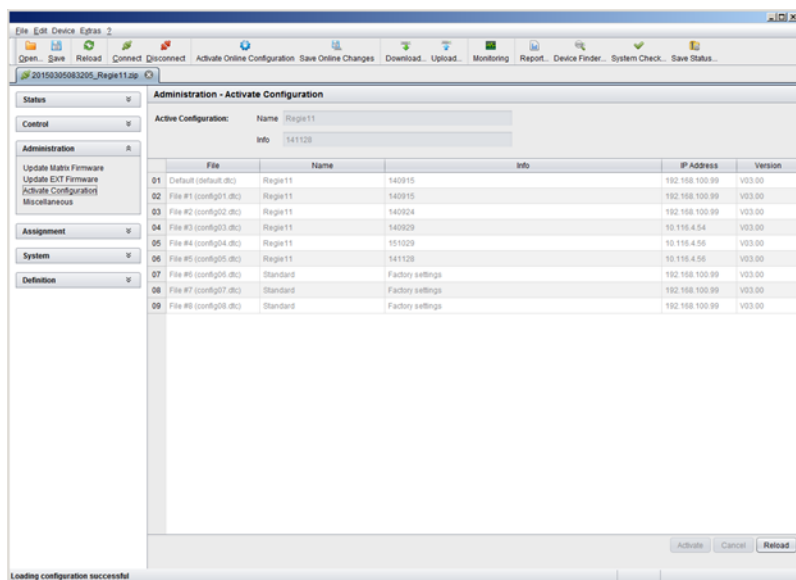 File Edit Device Extras ?
Open... Save Reload Connect Disconnect Activate Online Configuration Save Online Changes Download... Upload... Monitoring Report... Device Finder... System Check... Save Status...
20150305083205_Regie11.zip
Status
Control
Administration
Update Matrix Firmware
Update EXT Firmware
Activate Configuration
Miscellaneous
Assignment
System
Definition
Administration - Activate Configuration
Active Configuration: Name Regie11
Info 141128
File Name Info IP Address Version
01 Default (default.dtc) Regie11 140915 192.168.100.99 V03.00
02 File #1 (config01.dtc) Regie11 140915 192.168.100.99 V03.00
03 File #2 (config02.dtc) Regie11 140924 192.168.100.99 V03.00
04 File #3 (config03.dtc) Regie11 140929 10.116.4.54 V03.00
05 File #4 (config04.dtc) Regie11 151029 10.116.4.56 V03.00
06 File #5 (config05.dtc) Regie11 141128 10.116.4.56 V03.00
07 File #6 (config06.dtc) Standard Factory settings 192.168.100.99 V03.00
08 File #7 (config07.dtc) Standard Factory settings 192.168.100.99 V03.00
09 File #8 (config08.dtc) Standard Factory settings 192.168.100.99 V03.00
Activate Cancel Reload
Loading configuration successful